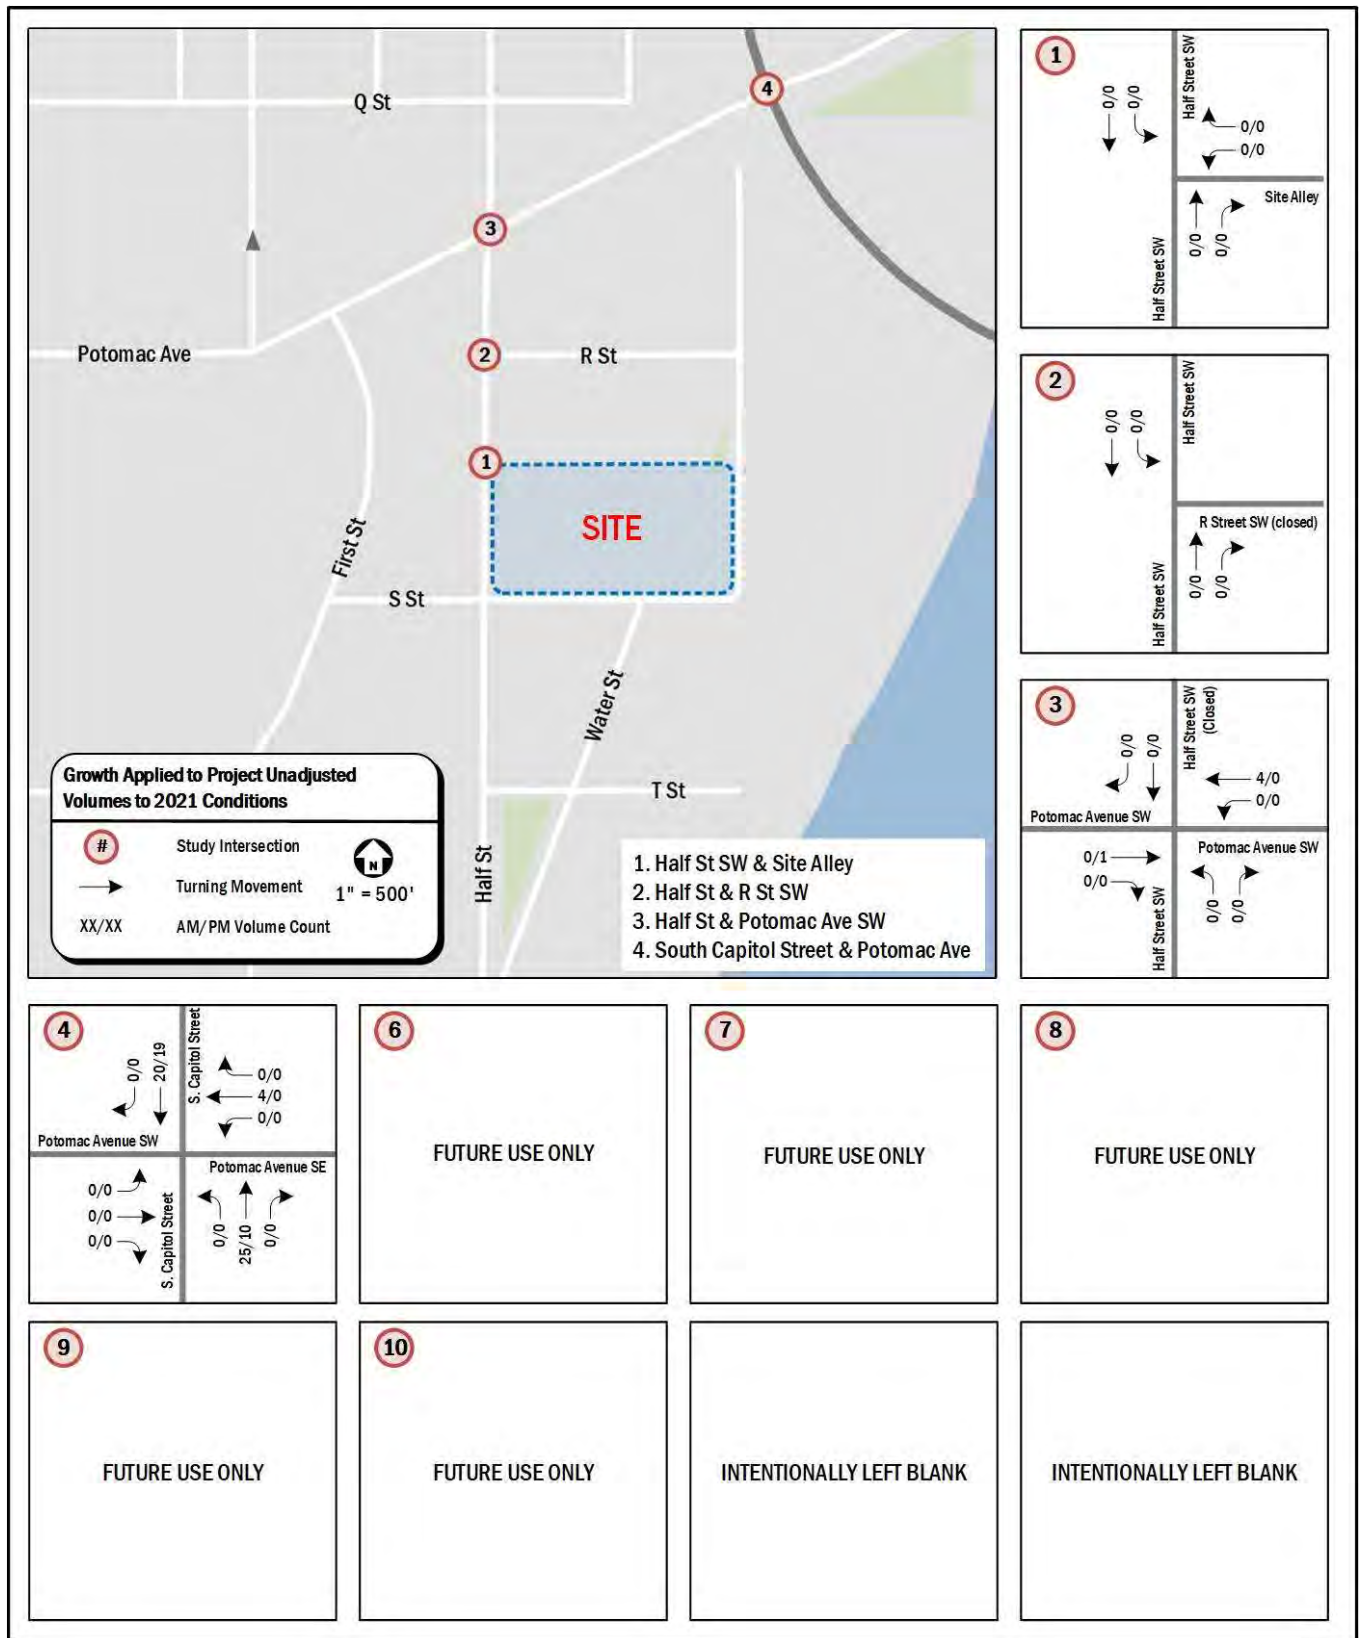 Q St
4
3
Potomac Ave
2
R St
1
SITE
First St
S St
Water St
T St
Half St
Growth Applied to Project Unadjusted
Volumes to 2021 Conditions
# Study Intersection
Turning Movement
XX/XX AM/PM Volume Count
N
1" = 500'
1. Half St SW & Site Alley
2. Half St & R St SW
3. Half St & Potomac Ave SW
4. South Capitol Street & Potomac Ave
1
Half Street SW
0/0 0/0
0/0
0/0
Site Alley
0/0 0/0
Half Street SW
2
Half Street SW
0/0 0/0
R Street SW (closed)
0/0 0/0
Half Street SW
3
Half Street SW
(Closed)
0/0 0/0
4/0
0/0
Potomac Avenue SW
0/1
0/0
Potomac Avenue SW
0/0 0/0
Half Street SW
4
S. Capitol Street
0/0 20/19
0/0
4/0
0/0
Potomac Avenue SW
Potomac Avenue SE
0/0
0/0
0/0
0/0 25/10 0/0
S. Capitol Street
6
FUTURE USE ONLY
7
FUTURE USE ONLY
8
FUTURE USE ONLY
9
FUTURE USE ONLY
10
FUTURE USE ONLY
INTENTIONALLY LEFT BLANK
INTENTIONALLY LEFT BLANK